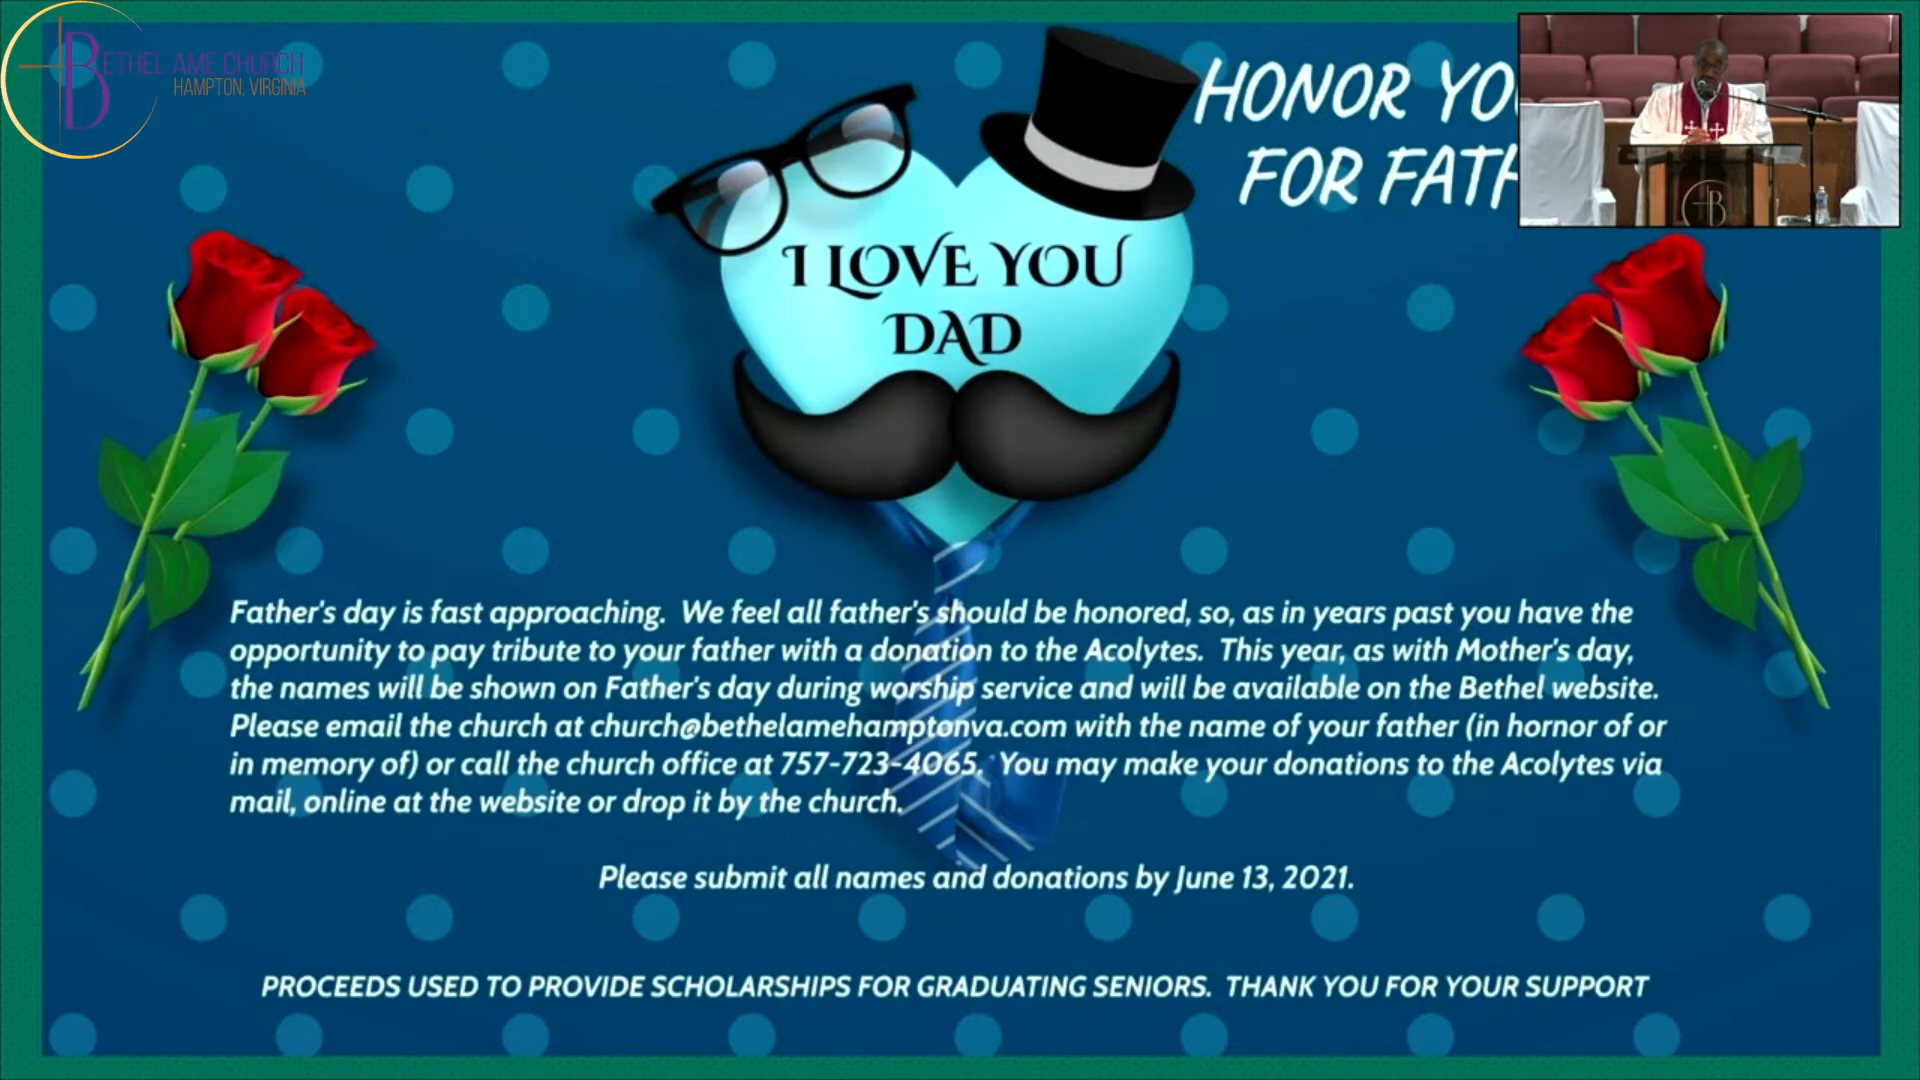 BETHEL AME CHURCH
HAMPTON, VIRGINIA
HONOR YO
FOR FATH
I LOVE YOU
DAD
B
Father's day is fast approaching.  We feel all father's should be honored, so, as in years past you have the
opportunity to pay tribute to your father with a donation to the Acolytes.  This year, as with Mother's day,
the names will be shown on Father's day during worship service and will be available on the Bethel website.
Please email the church at church@bethelamehamptonva.com with the name of your father (in hornor of or
in memory of) or call the church office at 757-723-4065.  You may make your donations to the Acolytes via
mail, online at the website or drop it by the church.
Please submit all names and donations by June 13, 2021.
PROCEEDS USED TO PROVIDE SCHOLARSHIPS FOR GRADUATING SENIORS.  THANK YOU FOR YOUR SUPPORT